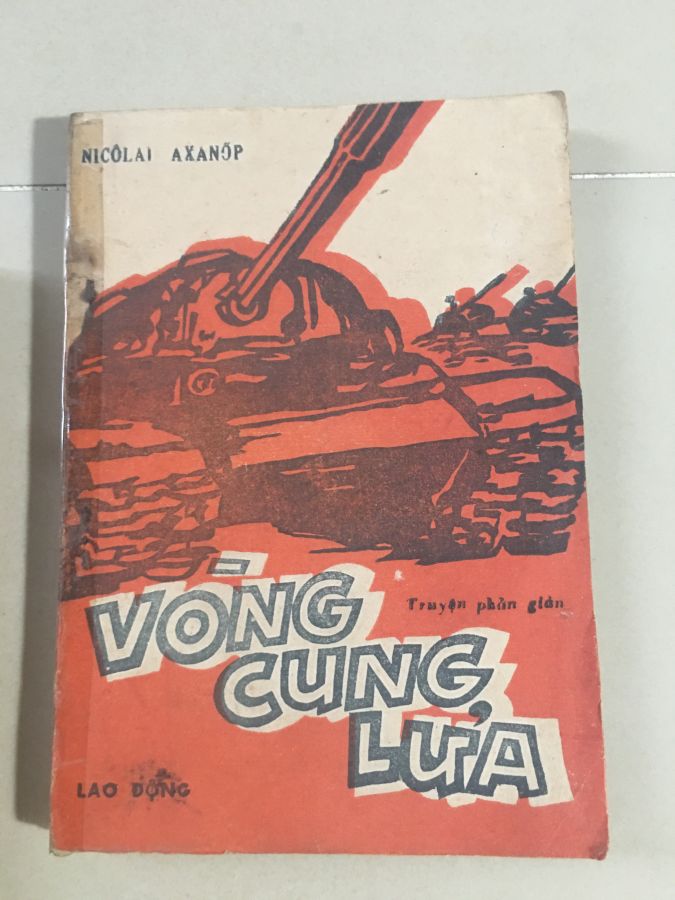 NICÔLAI AXANỐP
Truyện phản gián
VÒNG
CUNG
LỬA
LAO ĐỘNG